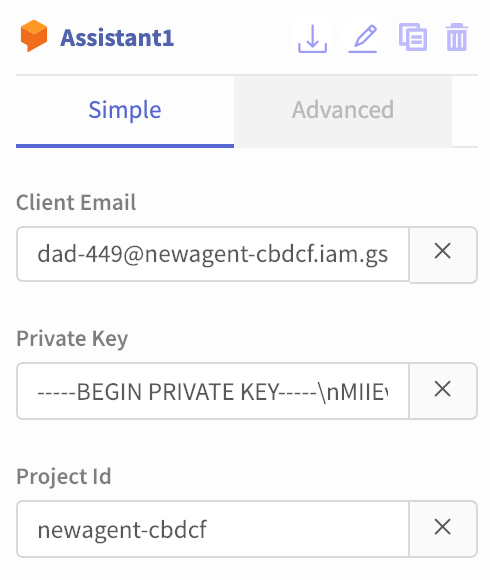 Assistant1
Simple Advanced
Client Email
dad-449@newagent-cbdcf.iam.gs
Private Key
-----BEGIN PRIVATE KEY-----\nMIIEv
Project Id
newagent-cbdcf